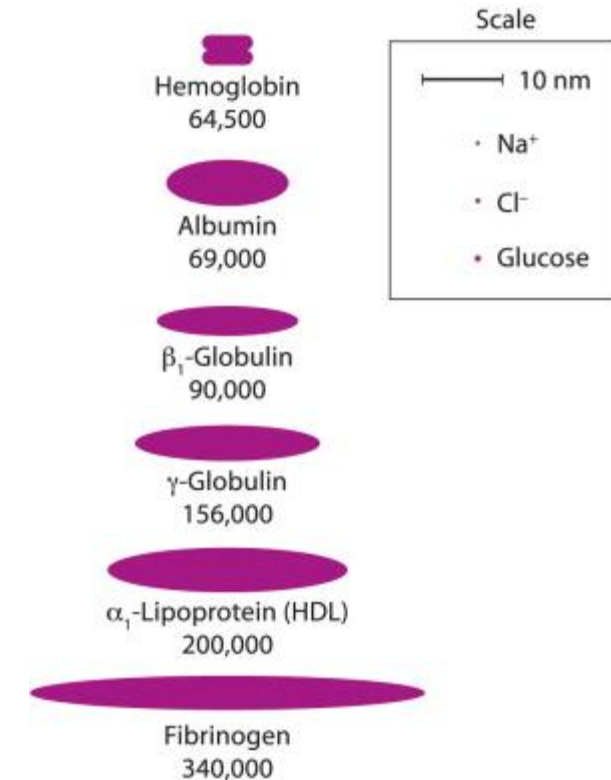 Scale
10 nm
Na⁺
Cl⁻
Glucose
Hemoglobin
64,500
Albumin
69,000
β₁-Globulin
90,000
γ-Globulin
156,000
α₁-Lipoprotein (HDL)
200,000
Fibrinogen
340,000